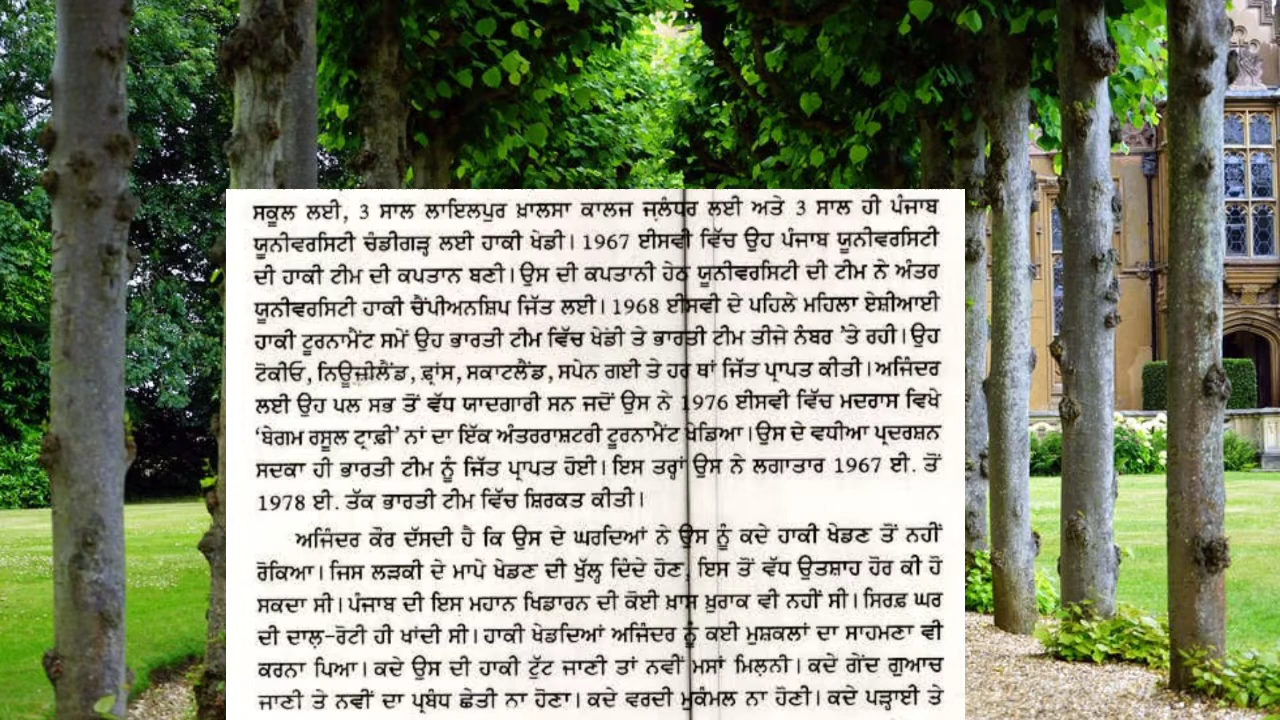 ਸਕੂਲ ਲਈ, 3 ਸਾਲ ਲਾਇਲਪੁਰ ਖ਼ਾਲਸਾ ਕਾਲਜ ਜਲੰਧਰ ਲਈ ਅਤੇ 3 ਸਾਲ ਹੀ ਪੰਜਾਬ
ਯੂਨੀਵਰਸਿਟੀ ਚੰਡੀਗੜ੍ਹ ਲਈ ਹਾਕੀ ਖੇਡੀ। 1967 ਈਸਵੀ ਵਿੱਚ ਉਹ ਪੰਜਾਬ ਯੂਨੀਵਰਸਿਟੀ
ਦੀ ਹਾਕੀ ਟੀਮ ਦੀ ਕਪਤਾਨ ਬਣੀ। ਉਸ ਦੀ ਕਪਤਾਨੀ ਹੇਠ ਯੂਨੀਵਰਸਿਟੀ ਦੀ ਟੀਮ ਨੇ ਅੰਤਰ
ਯੂਨੀਵਰਸਿਟੀ ਹਾਕੀ ਚੈਂਪੀਅਨਸ਼ਿਪ ਜਿੱਤ ਲਈ। 1968 ਈਸਵੀ ਦੇ ਪਹਿਲੇ ਮਹਿਲਾ ਏਸ਼ੀਆਈ
ਹਾਕੀ ਟੂਰਨਾਮੈਂਟ ਸਮੇਂ ਉਹ ਭਾਰਤੀ ਟੀਮ ਵਿੱਚ ਖੇਡੀ ਤੇ ਭਾਰਤੀ ਟੀਮ ਤੀਜੇ ਨੰਬਰ ’ਤੇ ਰਹੀ। ਉਹ
ਟੋਕੀਓ, ਨਿਊਜ਼ੀਲੈਂਡ, ਫ਼੍ਰਾਂਸ, ਸਕਾਟਲੈਂਡ, ਸਪੇਨ ਗਈ ਤੇ ਹਰ ਥਾਂ ਜਿੱਤ ਪ੍ਰਾਪਤ ਕੀਤੀ। ਅਜਿੰਦਰ
ਲਈ ਉਹ ਪਲ ਸਭ ਤੋਂ ਵੱਧ ਯਾਦਗਾਰੀ ਸਨ ਜਦੋਂ ਉਸ ਨੇ 1976 ਈਸਵੀ ਵਿੱਚ ਮਦਰਾਸ ਵਿਖੇ
‘ਬੇਗਮ ਰਸੂਲ ਟ੍ਰਾਫ਼ੀ’ ਨਾਂ ਦਾ ਇੱਕ ਅੰਤਰਰਾਸ਼ਟਰੀ ਟੂਰਨਾਮੈਂਟ ਖੇਡਿਆ। ਉਸ ਦੇ ਵਧੀਆ ਪ੍ਰਦਰਸ਼ਨ
ਸਦਕਾ ਹੀ ਭਾਰਤੀ ਟੀਮ ਨੂੰ ਜਿੱਤ ਪ੍ਰਾਪਤ ਹੋਈ। ਇਸ ਤਰ੍ਹਾਂ ਉਸ ਨੇ ਲਗਾਤਾਰ 1967 ਈ. ਤੋਂ
1978 ਈ. ਤੱਕ ਭਾਰਤੀ ਟੀਮ ਵਿੱਚ ਸ਼ਿਰਕਤ ਕੀਤੀ।
ਅਜਿੰਦਰ ਕੌਰ ਦੱਸਦੀ ਹੈ ਕਿ ਉਸ ਦੇ ਘਰਦਿਆਂ ਨੇ ਉਸ ਨੂੰ ਕਦੇ ਹਾਕੀ ਖੇਡਣ ਤੋਂ ਨਹੀਂ
ਰੋਕਿਆ। ਜਿਸ ਲੜਕੀ ਦੇ ਮਾਪੇ ਖੇਡਣ ਦੀ ਖੁੱਲ੍ਹ ਦਿੰਦੇ ਹੋਣ, ਇਸ ਤੋਂ ਵੱਧ ਉਤਸ਼ਾਹ ਹੋਰ ਕੀ ਹੋ
ਸਕਦਾ ਸੀ। ਪੰਜਾਬ ਦੀ ਇਸ ਮਹਾਨ ਖਿਡਾਰਨ ਦੀ ਕੋਈ ਖ਼ਾਸ ਖ਼ੁਰਾਕ ਵੀ ਨਹੀਂ ਸੀ। ਸਿਰਫ਼ ਘਰ
ਦੀ ਦਾਲ਼-ਰੋਟੀ ਹੀ ਖਾਂਦੀ ਸੀ। ਹਾਕੀ ਖੇਡਦਿਆਂ ਅਜਿੰਦਰ ਨੂੰ ਕਈ ਮੁਸ਼ਕਲਾਂ ਦਾ ਸਾਹਮਣਾ ਵੀ
ਕਰਨਾ ਪਿਆ। ਕਦੇ ਉਸ ਦੀ ਹਾਕੀ ਟੁੱਟ ਜਾਣੀ ਤਾਂ ਨਵੀਂ ਮਸਾਂ ਮਿਲ਼ਨੀ। ਕਦੇ ਗੇਂਦ ਗੁਆਚ
ਜਾਣੀ ਤੇ ਨਵੀਂ ਦਾ ਪ੍ਰਬੰਧ ਛੇਤੀ ਨਾ ਹੋਣਾ। ਕਦੇ ਵਰਦੀ ਮੁਕੰਮਲ ਨਾ ਹੋਣੀ। ਕਦੇ ਪੜ੍ਹਾਈ ਤੇ